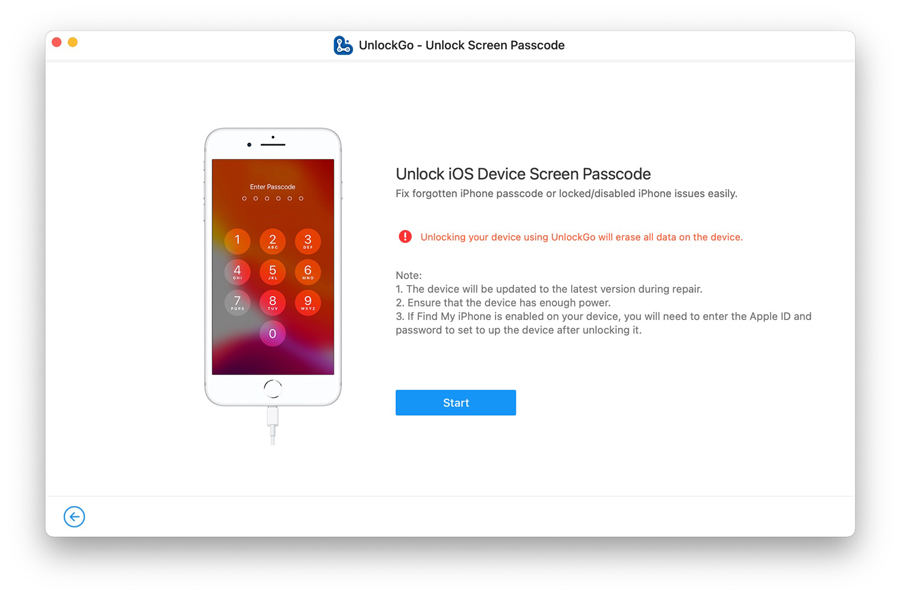 UnlockGo - Unlock Screen Passcode
Enter Passcode
1
2
ABC
3
DEF
4
GHI
5
JKL
6
MNO
7
PQRS
8
TUV
9
WXYZ
0
Unlock iOS Device Screen Passcode
Fix forgotten iPhone passcode or locked/disabled iPhone issues easily.
Unlocking your device using UnlockGo will erase all data on the device.
Note:
1. The device will be updated to the latest version during repair.
2. Ensure that the device has enough power.
3. If Find My iPhone is enabled on your device, you will need to enter the Apple ID and
password to set to up the device after unlocking it.
Start